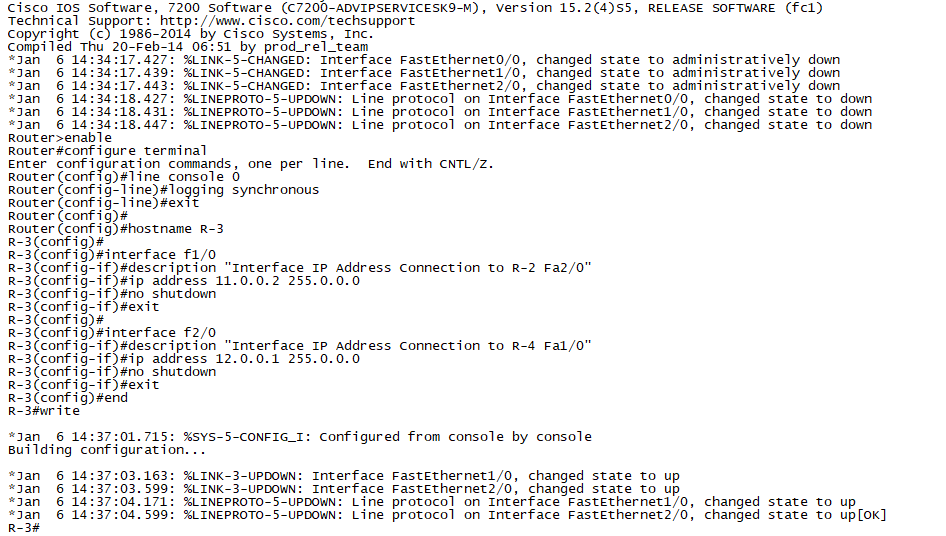 Cisco IOS Software, 7200 Software (C7200-ADVIPSERVICESK9-M), Version 15.2(4)S5, RELEASE SOFTWARE (fc1)
Technical Support: http://www.cisco.com/techsupport
Copyright (c) 1986-2014 by Cisco Systems, Inc.
Compiled Thu 20-Feb-14 06:51 by prod_rel_team
*Jan  6 14:34:17.427: %LINK-5-CHANGED: Interface FastEthernet0/0, changed state to administratively down
*Jan  6 14:34:17.439: %LINK-5-CHANGED: Interface FastEthernet1/0, changed state to administratively down
*Jan  6 14:34:17.443: %LINK-5-CHANGED: Interface FastEthernet2/0, changed state to administratively down
*Jan  6 14:34:18.427: %LINEPROTO-5-UPDOWN: Line protocol on Interface FastEthernet0/0, changed state to down
*Jan  6 14:34:18.431: %LINEPROTO-5-UPDOWN: Line protocol on Interface FastEthernet1/0, changed state to down
*Jan  6 14:34:18.447: %LINEPROTO-5-UPDOWN: Line protocol on Interface FastEthernet2/0, changed state to down
Router>enable
Router#configure terminal
Enter configuration commands, one per line.  End with CNTL/Z.
Router(config)#line console 0
Router(config-line)#logging synchronous
Router(config-line)#exit
Router(config)#
Router(config)#hostname R-3
R-3(config)#
R-3(config)#interface f1/0
R-3(config-if)#description "Interface IP Address Connection to R-2 Fa2/0"
R-3(config-if)#ip address 11.0.0.2 255.0.0.0
R-3(config-if)#no shutdown
R-3(config-if)#exit
R-3(config)#
R-3(config)#interface f2/0
R-3(config-if)#description "Interface IP Address Connection to R-4 Fa1/0"
R-3(config-if)#ip address 12.0.0.1 255.0.0.0
R-3(config-if)#no shutdown
R-3(config-if)#exit
R-3(config)#end
R-3#write
*Jan  6 14:37:01.715: %SYS-5-CONFIG_I: Configured from console by console
Building configuration...
*Jan  6 14:37:03.163: %LINK-3-UPDOWN: Interface FastEthernet1/0, changed state to up
*Jan  6 14:37:03.599: %LINK-3-UPDOWN: Interface FastEthernet2/0, changed state to up
*Jan  6 14:37:04.171: %LINEPROTO-5-UPDOWN: Line protocol on Interface FastEthernet1/0, changed state to up
*Jan  6 14:37:04.599: %LINEPROTO-5-UPDOWN: Line protocol on Interface FastEthernet2/0, changed state to up[OK]
R-3#